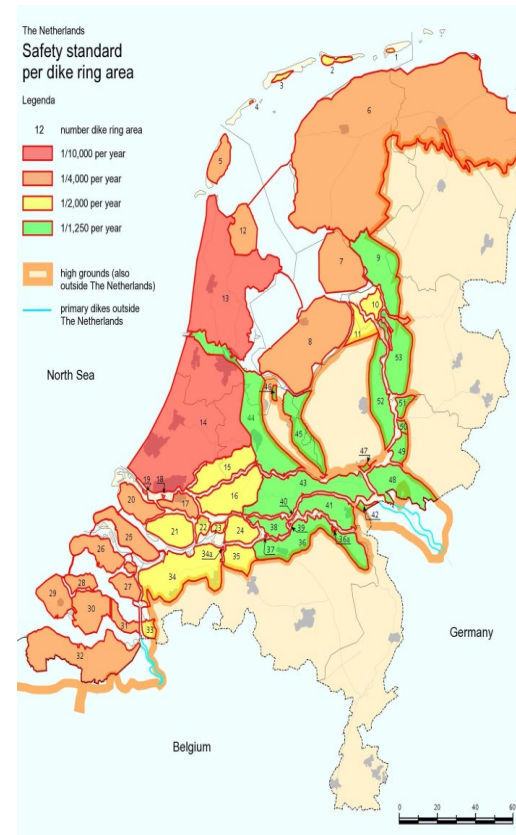 The Netherlands
Safety standard
per dike ring area
Legenda
12 number dike ring area
1/10,000 per year
1/4,000 per year
1/2,000 per year
1/1,250 per year
high grounds (also
outside The Netherlands)
primary dikes outside
The Netherlands
North Sea
Germany
Belgium
1
2
3
4
5
6
7
8
9
10
11
12
13
14
15
16
17
18
19
20
21
22
23
24
25
26
27
28
29
30
31
32
33
34
34a
35
36
36a
37
38
39
40
41
42
43
44
45
46
47
48
49
50
51
52
53
0 20 40 60